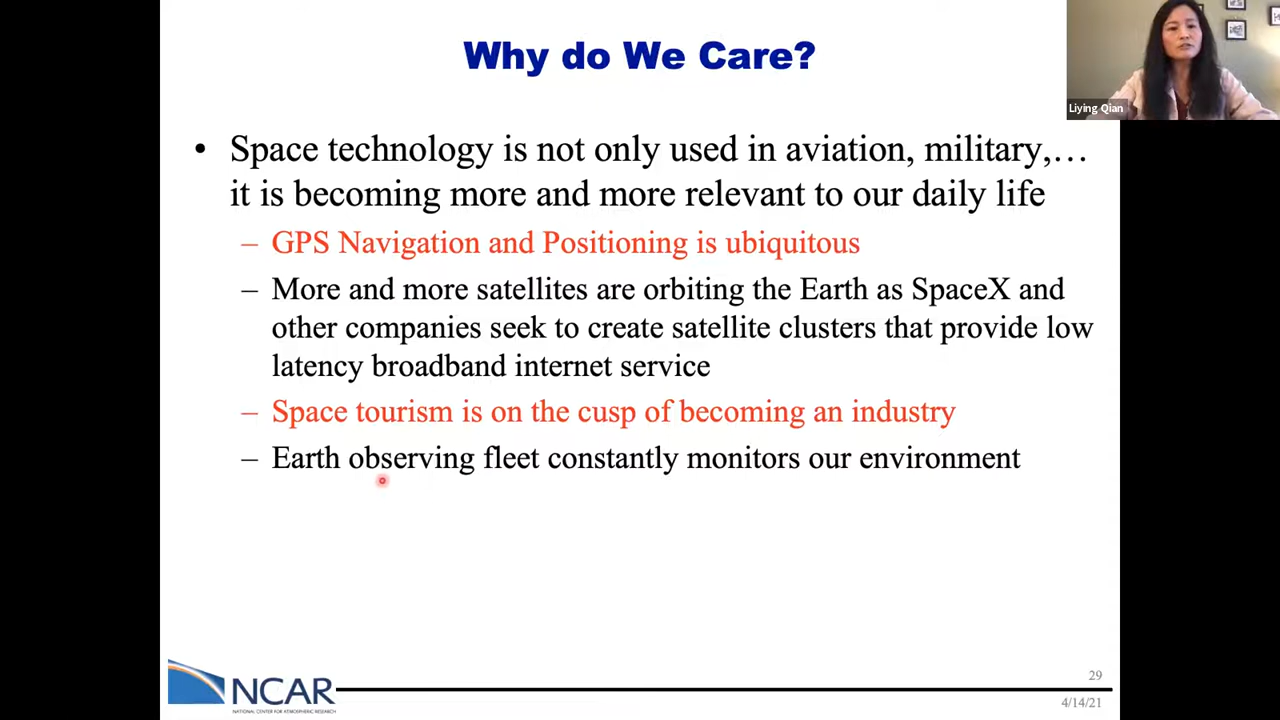 Why do We Care?
Liying Qian
• Space technology is not only used in aviation, military,…
it is becoming more and more relevant to our daily life
– GPS Navigation and Positioning is ubiquitous
– More and more satellites are orbiting the Earth as SpaceX and
other companies seek to create satellite clusters that provide low
latency broadband internet service
– Space tourism is on the cusp of becoming an industry
– Earth observing fleet constantly monitors our environment
NCAR
NATIONAL CENTER FOR ATMOSPHERIC RESEARCH
29
4/14/21